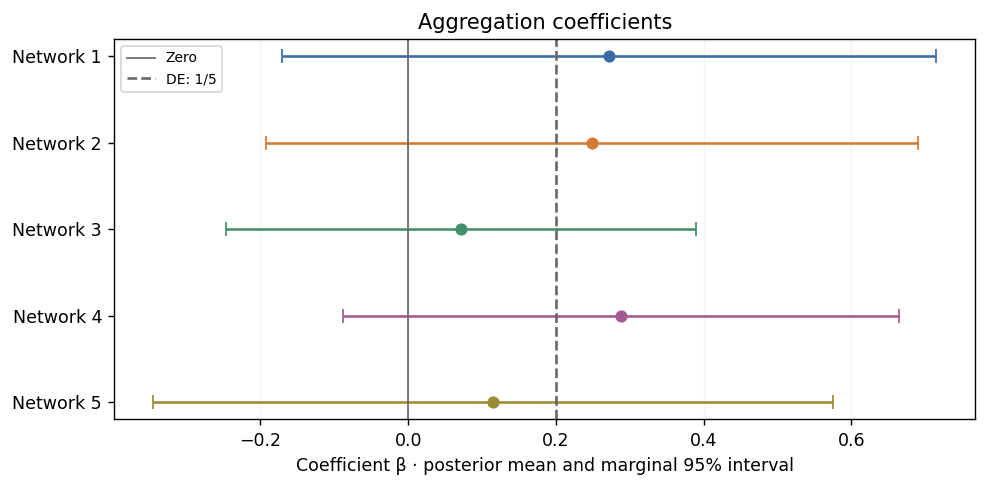 Aggregation coefficients
Zero
DE: 1/5
Network 1
Network 2
Network 3
Network 4
Network 5
−0.2 0.0 0.2 0.4 0.6
Coefficient β · posterior mean and marginal 95% interval